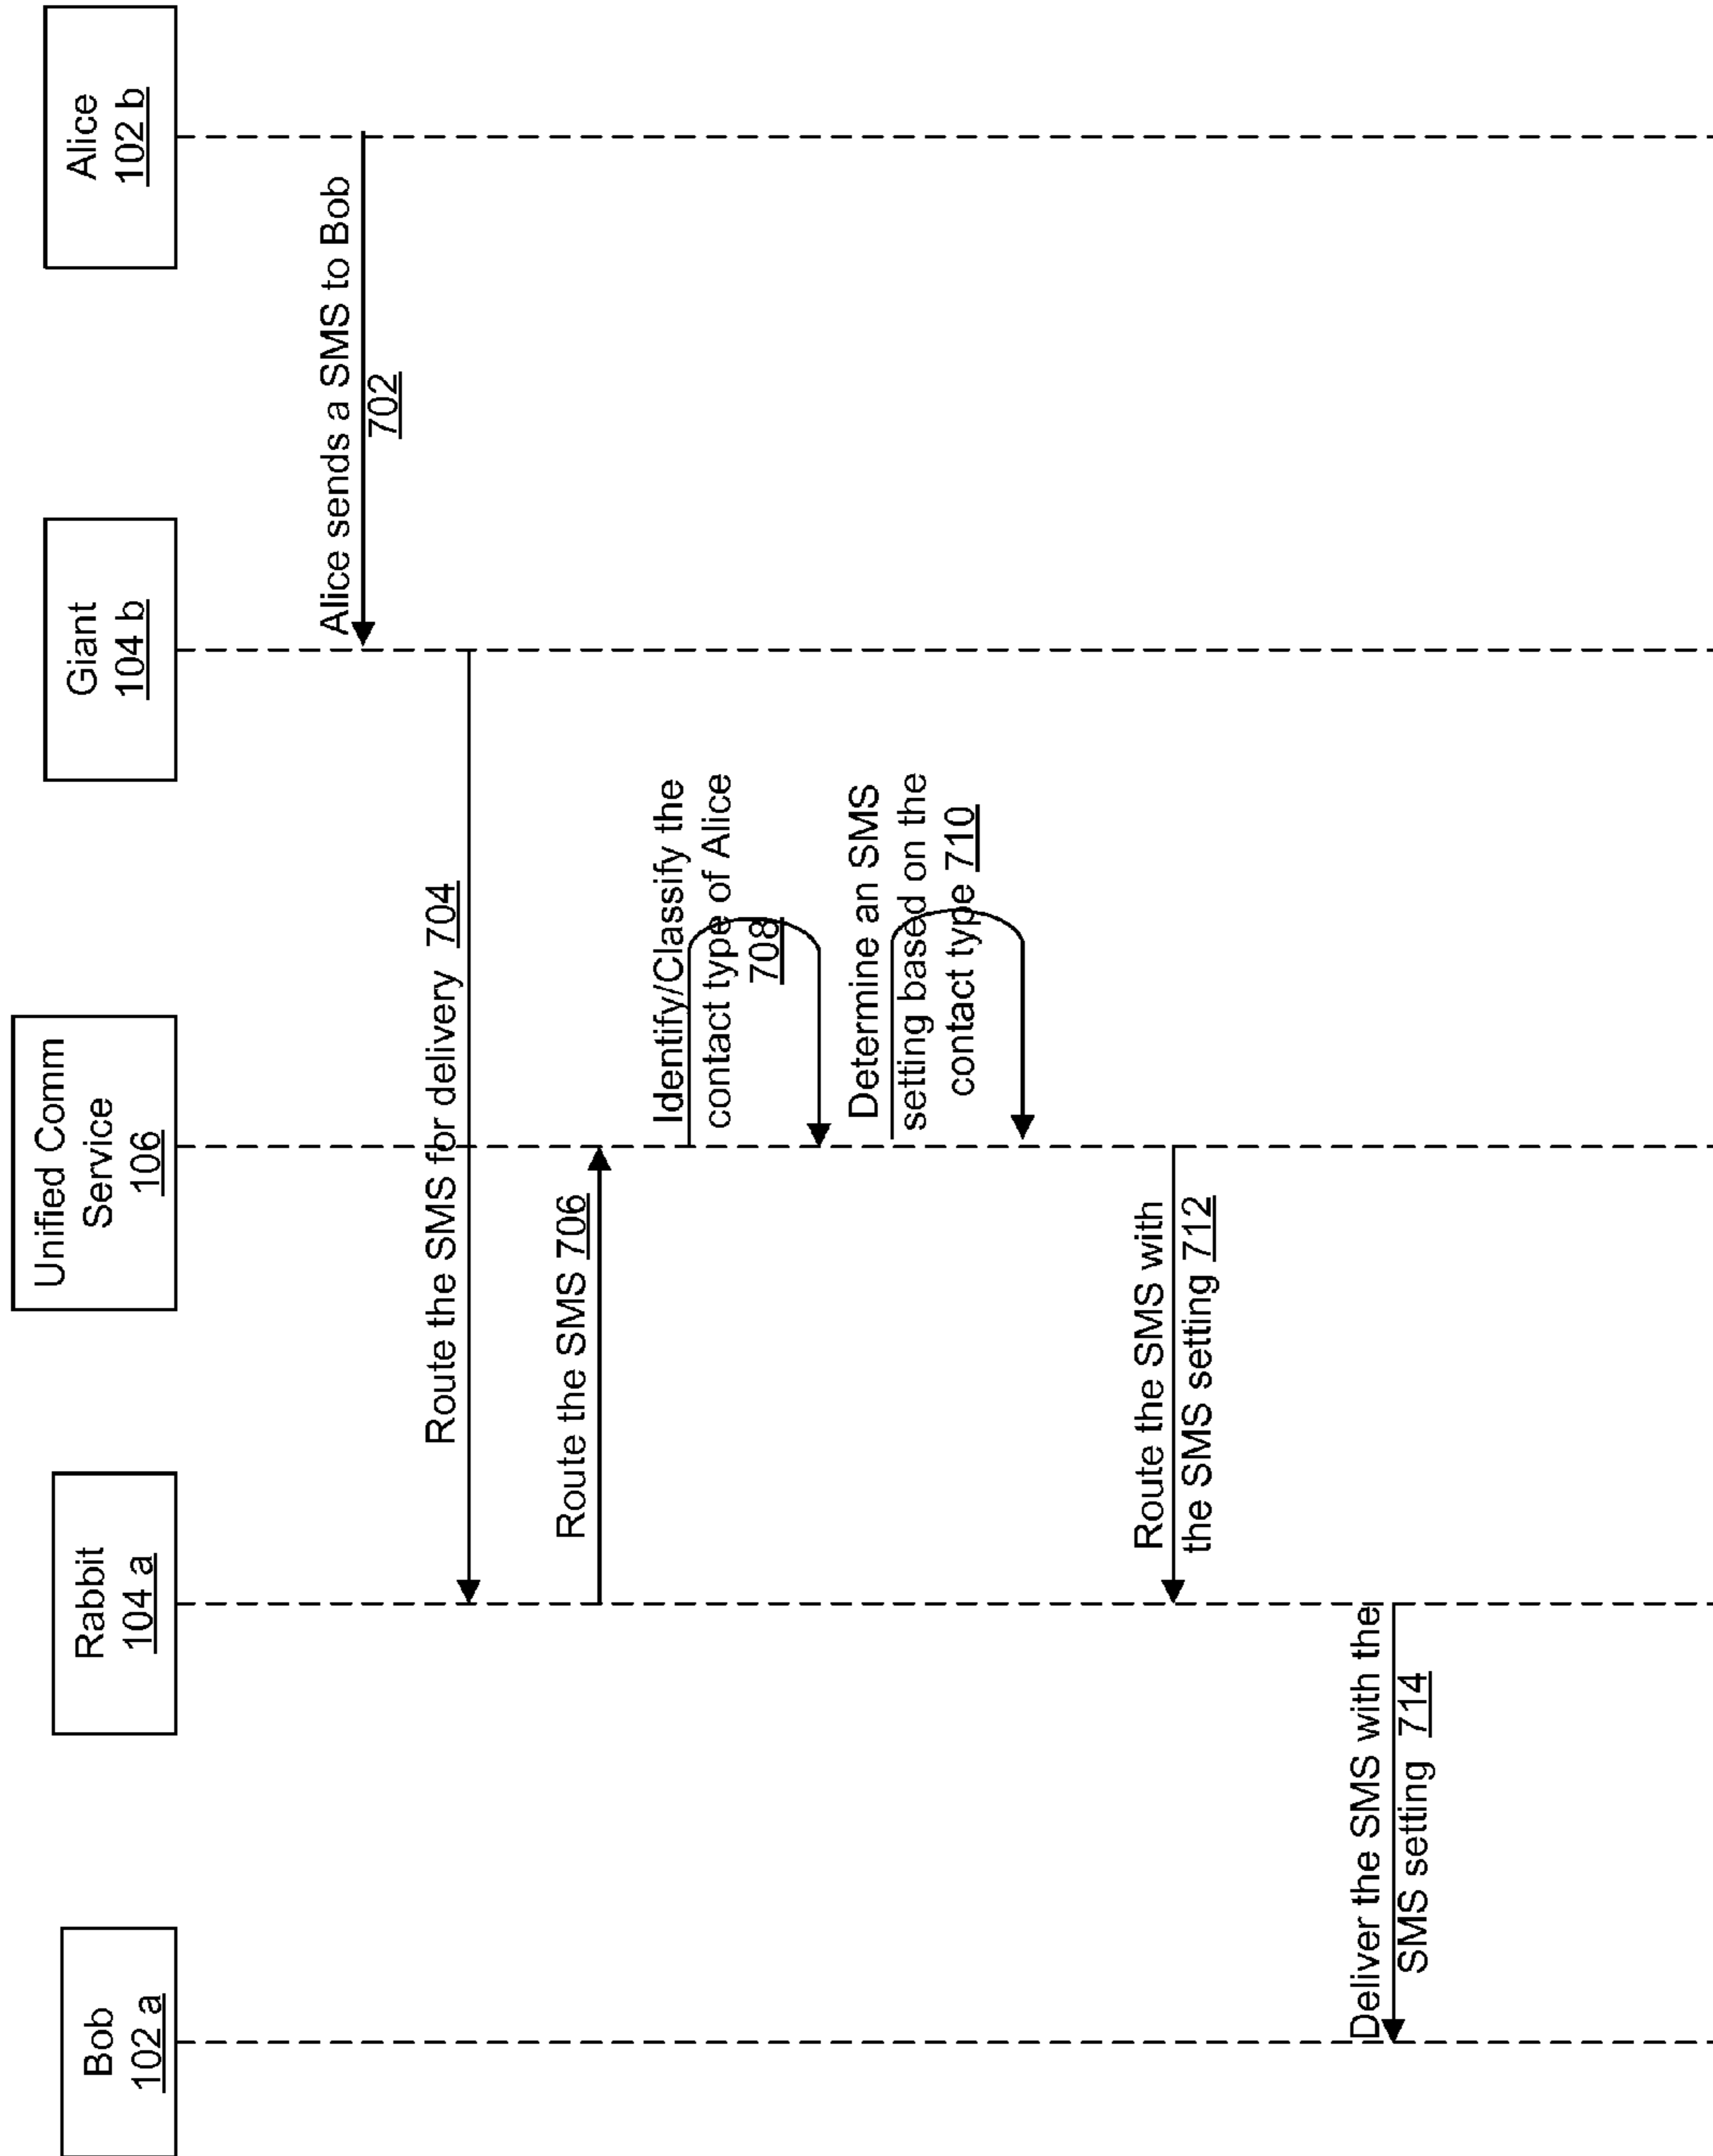 Bob
102 a
Rabbit
104 a
Unified Comm
Service
106
Giant
104 b
Alice
102 b
Alice sends a SMS to Bob
702
Route the SMS for delivery 704
Route the SMS 706
Identify/Classify the
contact type of Alice
708
Determine an SMS
setting based on the
contact type 710
Route the SMS with
the SMS setting 712
Deliver the SMS with the
SMS setting 714